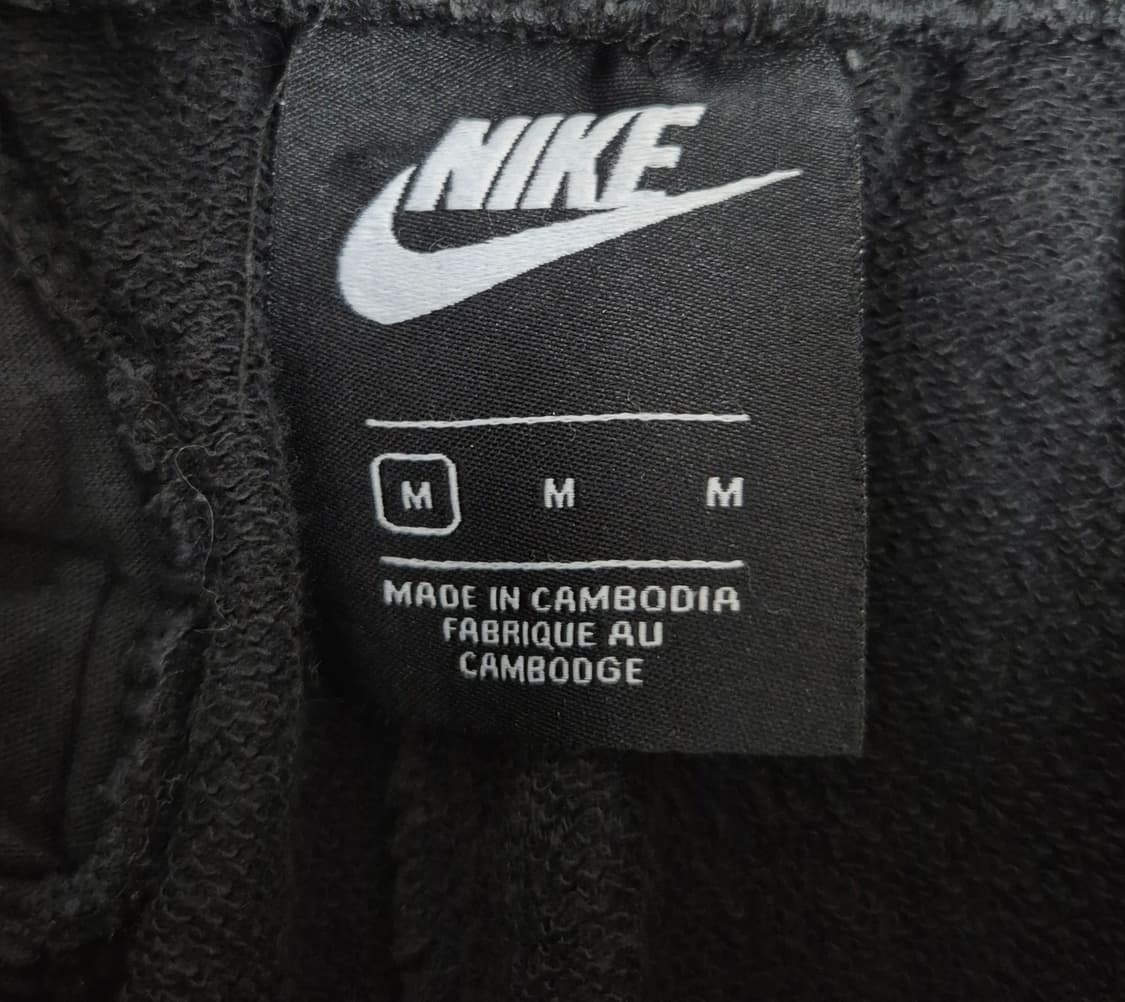 NIKE
M M M
MADE IN CAMBODIA
FABRIQUE AU
CAMBODGE